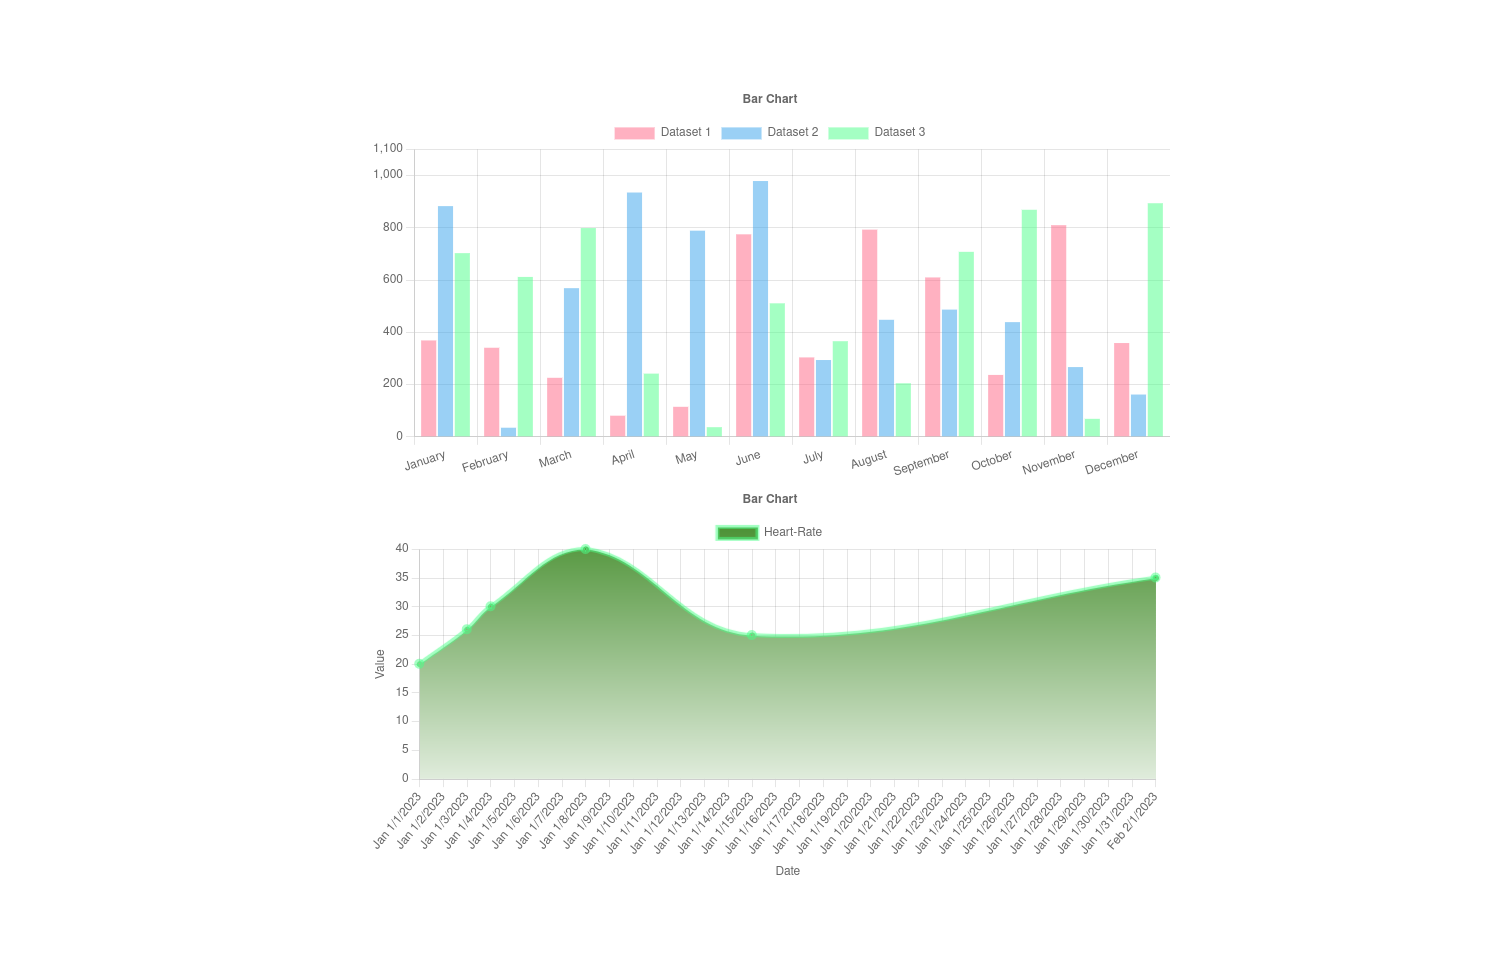 Bar Chart
Dataset 1 Dataset 2 Dataset 3
1,100
1,000
800
600
400
200
0
January February March April May June July August September October November December
Bar Chart
Heart-Rate
40
35
30
25
20
15
10
5
0
Value
Jan 1/1/2023 Jan 1/2/2023 Jan 1/3/2023 Jan 1/4/2023 Jan 1/5/2023 Jan 1/6/2023 Jan 1/7/2023 Jan 1/8/2023 Jan 1/9/2023 Jan 1/10/2023 Jan 1/11/2023 Jan 1/12/2023 Jan 1/13/2023 Jan 1/14/2023 Jan 1/15/2023 Jan 1/16/2023 Jan 1/17/2023 Jan 1/18/2023 Jan 1/19/2023 Jan 1/20/2023 Jan 1/21/2023 Jan 1/22/2023 Jan 1/23/2023 Jan 1/24/2023 Jan 1/25/2023 Jan 1/26/2023 Jan 1/27/2023 Jan 1/28/2023 Jan 1/29/2023 Jan 1/30/2023 Jan 1/31/2023 Feb 2/1/2023
Date